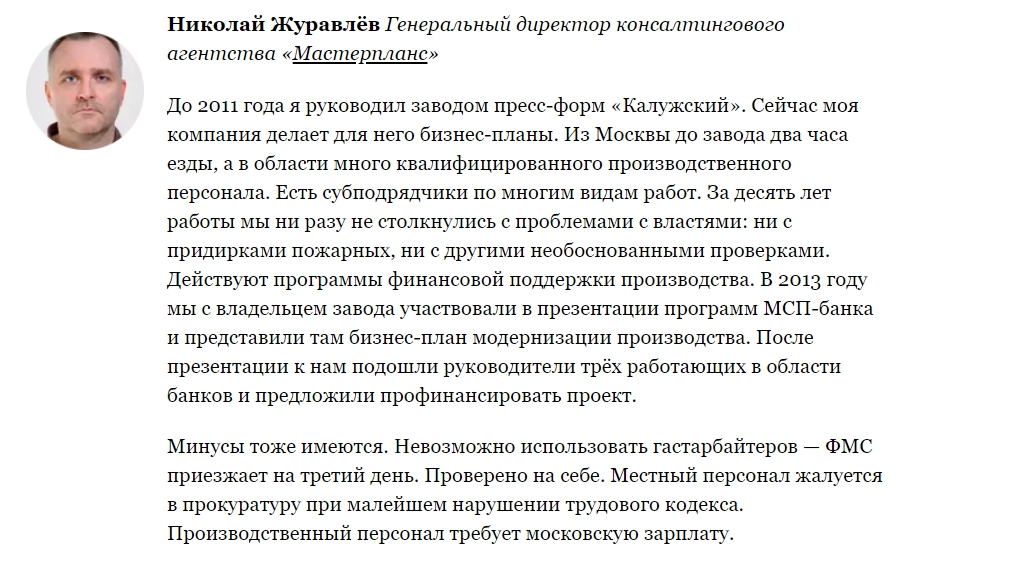 Николай Журавлёв Генеральный директор консалтингового
агентства «Мастерпланс»
До 2011 года я руководил заводом пресс-форм «Калужский». Сейчас моя
компания делает для него бизнес-планы. Из Москвы до завода два часа
езды, а в области много квалифицированного производственного
персонала. Есть субподрядчики по многим видам работ. За десять лет
работы мы ни разу не столкнулись с проблемами с властями: ни с
придирками пожарных, ни с другими необоснованными проверками.
Действуют программы финансовой поддержки производства. В 2013 году
мы с владельцем завода участвовали в презентации программ МСП-банка
и представили там бизнес-план модернизации производства. После
презентации к нам подошли руководители трёх работающих в области
банков и предложили профинансировать проект.
Минусы тоже имеются. Невозможно использовать гастарбайтеров — ФМС
приезжает на третий день. Проверено на себе. Местный персонал жалуется
в прокуратуру при малейшем нарушении трудового кодекса.
Производственный персонал требует московскую зарплату.